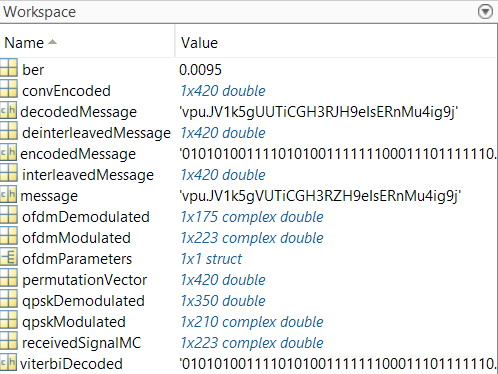 Workspace
Name Value
ber 0.0095
convEncoded 1x420 double
decodedMessage 'vpu.JV1k5gUUTiCGH3RJH9eIsERnMu4ig9j'
deinterleavedMessage 1x420 double
encodedMessage '010101001111010100111111100011101111110.
interleavedMessage 1x420 double
message 'vpu.JV1k5gVUTiCGH3RZH9eIsERnMu4ig9j'
ofdmDemodulated 1x175 complex double
ofdmModulated 1x223 complex double
ofdmParameters 1x1 struct
permutationVector 1x420 double
qpskDemodulated 1x350 double
qpskModulated 1x210 complex double
receivedSignalMC 1x223 complex double
viterbiDecoded '010101001111010100111111100011101111110.